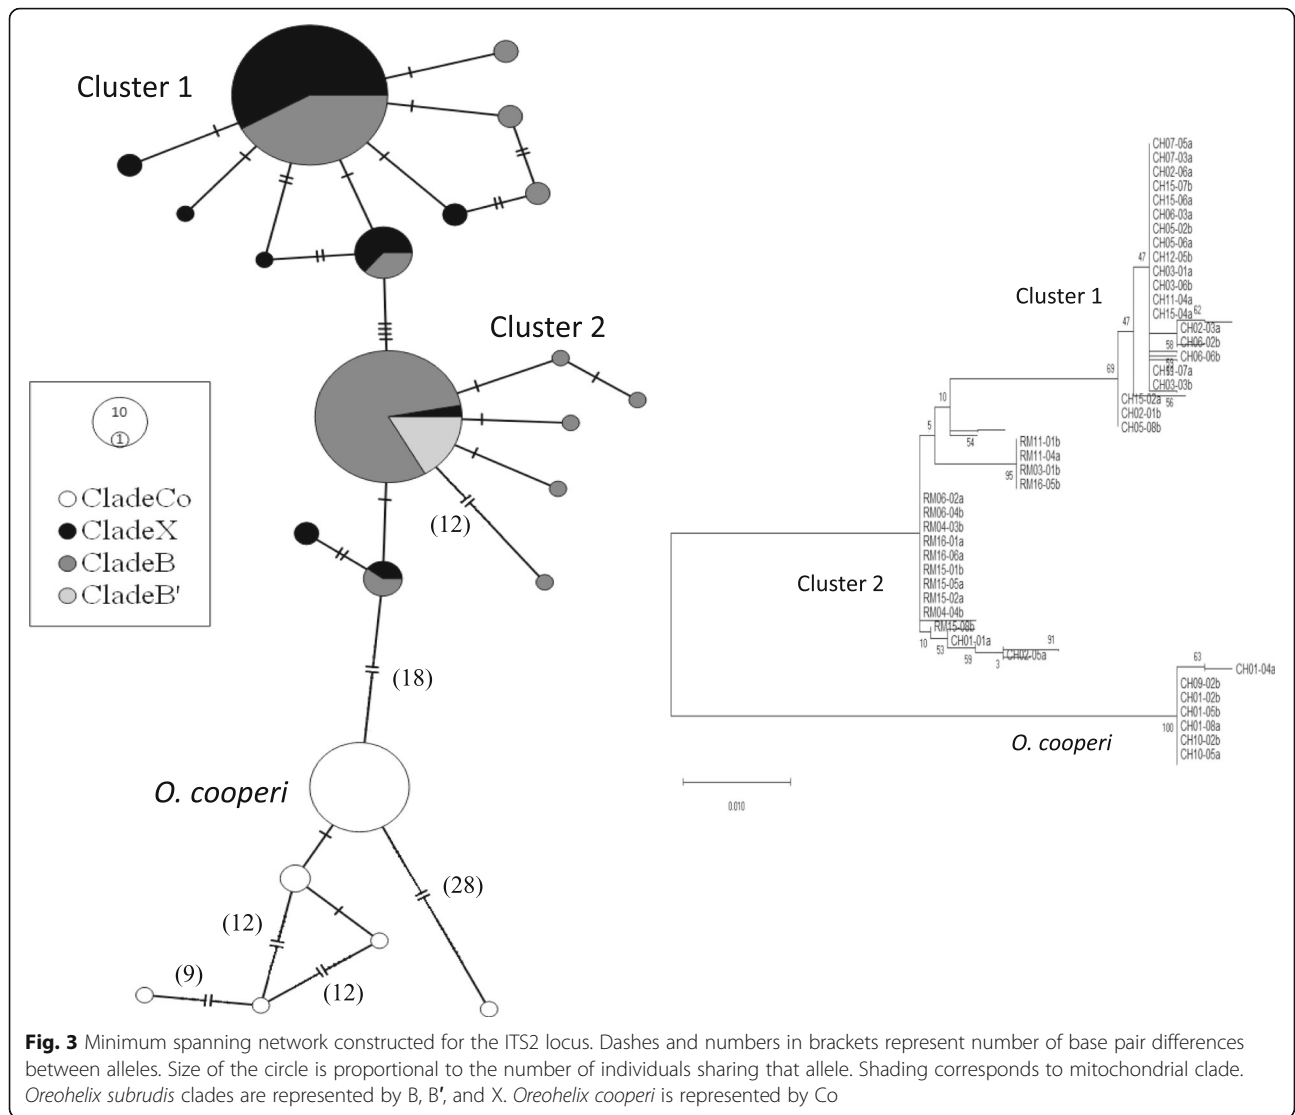 Cluster 1
Cluster 2
10
1
CladeCo
CladeX
CladeB
CladeB'
(12)
(18)
O. cooperi
(28)
(12)
(9)
(12)
CH07-05a
CH07-03a
CH02-06a
CH15-07b
CH15-06a
CH06-03a
CH05-02b
CH05-06a
47
CH12-05b
CH03-01a
CH03-06b
Cluster 1
CH11-04a
CH15-04a
62
47
CH02-03a
58
CH06-02b
CH06-06b
69
CH03-03b
CH15-02a
56
CH02-01b
CH05-08b
10
5
54
RM11-01b
RM11-04a
RM03-01b
95
RM16-05b
RM06-02a
RM06-04b
RM04-03b
RM16-01a
RM16-06a
RM15-01b
Cluster 2
RM15-05a
RM15-02a
RM04-04b
RM15-08b
10
CH01-01a
91
53
59
3
CH02-05a
63
CH01-04a
CH09-02b
CH01-02b
CH01-05b
100
CH01-08a
CH10-02b
CH10-05a
O. cooperi
0.010
Fig. 3 Minimum spanning network constructed for the ITS2 locus. Dashes and numbers in brackets represent number of base pair differences
between alleles. Size of the circle is proportional to the number of individuals sharing that allele. Shading corresponds to mitochondrial clade.
Oreohelix subrudis clades are represented by B, B′, and X. Oreohelix cooperi is represented by Co